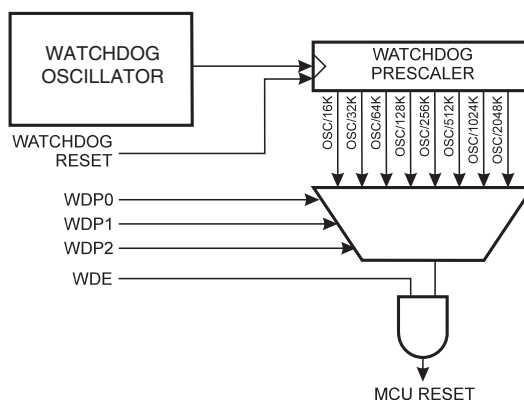 WATCHDOG
OSCILLATOR
WATCHDOG
PRESCALER
WATCHDOG
RESET
OSC/16K
OSC/32K
OSC/64K
OSC/128K
OSC/256K
OSC/512K
OSC/1024K
OSC/2048K
WDP0
WDP1
WDP2
WDE
MCU RESET